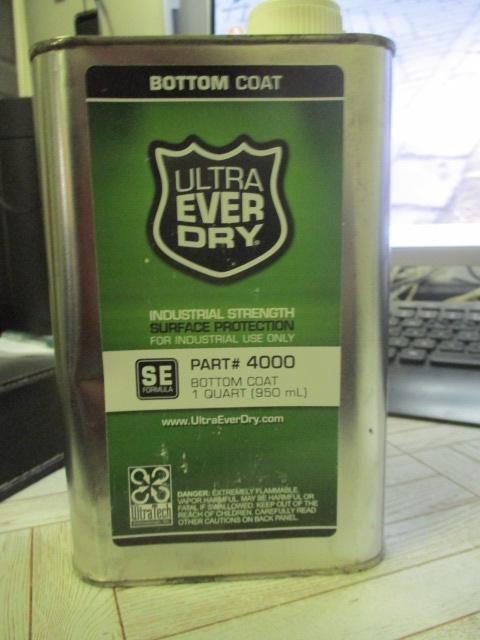 BOTTOM COAT
ULTRA
EVER
DRY®
INDUSTRIAL STRENGTH
SURFACE PROTECTION
FOR INDUSTRIAL USE ONLY
SE
FORMULA
PART# 4000
BOTTOM COAT
1 QUART (950 mL)
www.UltraEverDry.com
UltraTech
DANGER: EXTREMELY FLAMMABLE.
VAPOR HARMFUL. MAY BE HARMFUL OR
FATAL IF SWALLOWED. KEEP OUT OF THE
REACH OF CHILDREN. CAREFULLY READ
OTHER CAUTIONS ON BACK PANEL.